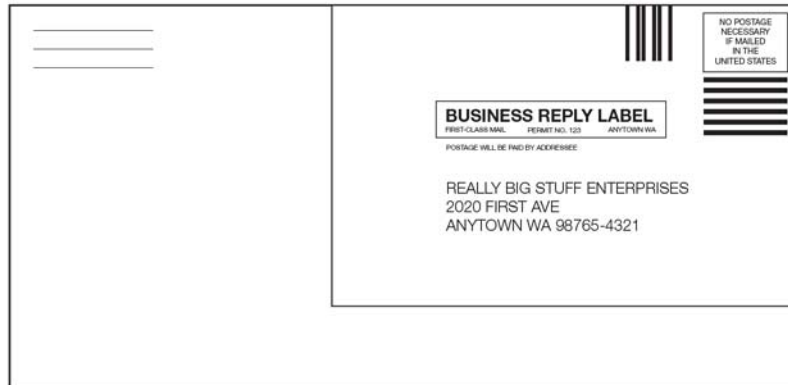 NO POSTAGE
NECESSARY
IF MAILED
IN THE
UNITED STATES
BUSINESS REPLY LABEL
FIRST-CLASS MAIL PERMIT NO. 123 ANYTOWN WA
POSTAGE WILL BE PAID BY ADDRESSEE
REALLY BIG STUFF ENTERPRISES
2020 FIRST AVE
ANYTOWN WA 98765-4321